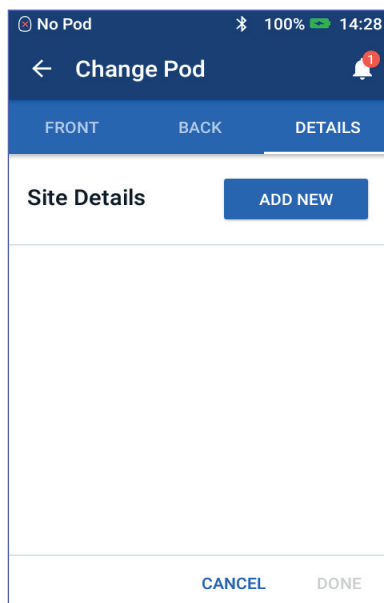 No Pod 100% 14:28
Change Pod 1
FRONT BACK DETAILS
Site Details ADD NEW
CANCEL DONE